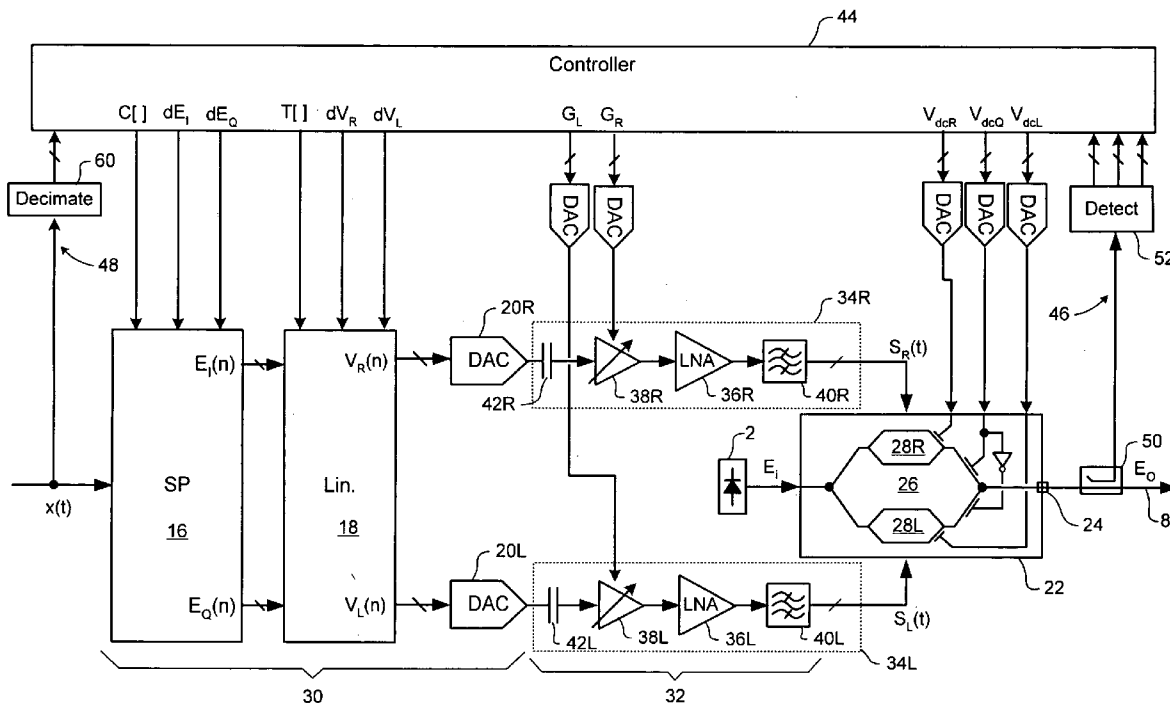 44
Controller
C[ ] dE_I dE_Q T[ ] dV_R dV_L G_L G_R V_dcR V_dcQ V_dcL
60
Decimate
DAC DAC DAC DAC DAC
Detect
52
48
46
20R
34R
E_I(n) V_R(n) DAC LNA S_R(t)
42R 38R 36R 40R
2
28R
50
SP Lin. E_i 26 E_O
x(t) 16 18 28L 24 8
20L
22
E_Q(n) V_L(n) DAC LNA S_L(t)
42L 38L 36L 40L
34L
30 32